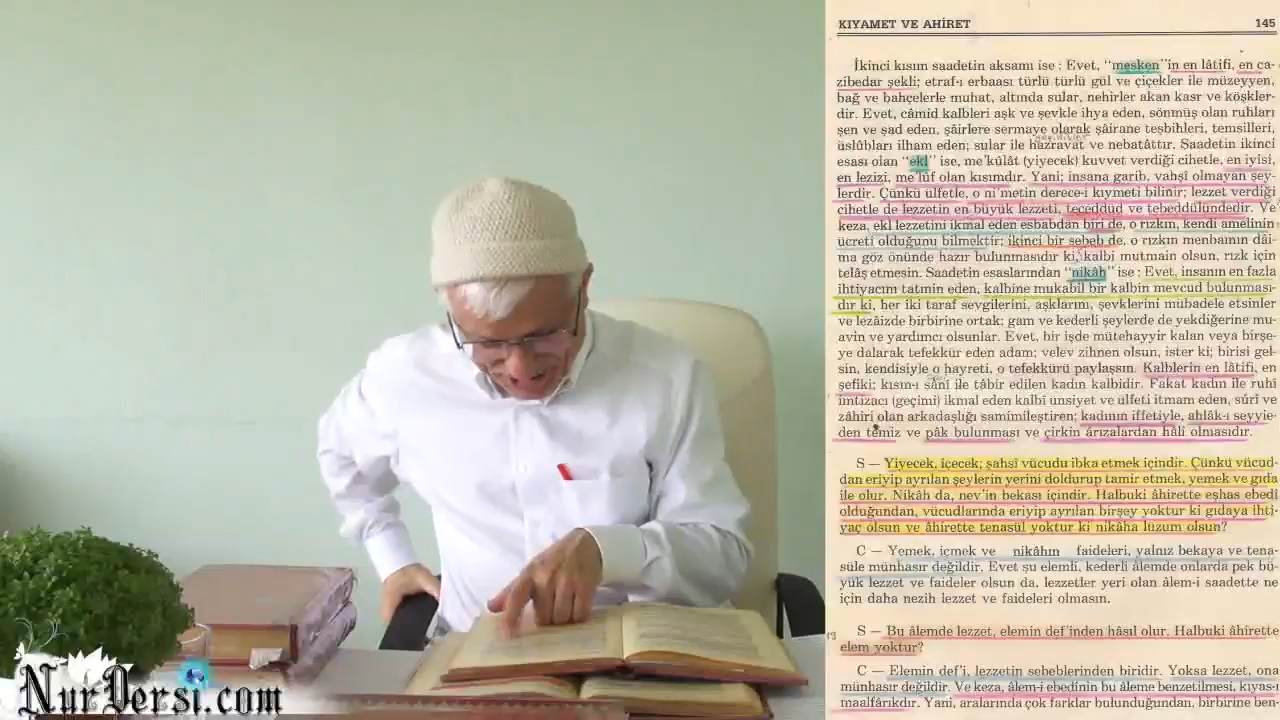 KIYAMET VE AHİRET 145
İkinci kısım saadetin aksamı ise : Evet, "mesken"in en lâtifi, en ca-
zibedar şekli; etraf-ı erbaası türlü türlü gül ve çiçekler ile müzeyyen,
bağ ve bahçelerle muhat, altında sular, nehirler akan kasr ve köşkler-
dir. Evet, câmid kalbleri aşk ve şevkle ihya eden, sönmüş olan ruhları
şen ve şad eden, şâirlere sermaye olarak şâirane teşbihleri, temsilleri,
üslûbları ilham eden; sular ile hazravat ve nebatâttır. Saadetin ikinci
esası olan "ekl" ise, me'kûlât (yiyecek) kuvvet verdiği cihetle, en iyisi,
en lezizi, me'lûf olan kısımdır. Yani; insana garib, vahşî olmayan şey-
lerdir. Çünkü ülfetle, o ni'metin derece-i kıymeti bilinir; lezzet verdiği
cihetle de lezzetin en büyük lezzeti, teceddüd ve tebeddülündedir. Ve
keza, ekl lezzetini ikmal eden esbabdan biri de, o rızkın, kendi amelinin
ücreti olduğunu bilmektir; ikinci bir sebeb de, o rızkın menbaının dâi-
ma göz önünde hazır bulunmasıdır ki, kalbi mutmain olsun, rızk için
telâş etmesin. Saadetin esaslarından "nikâh" ise : Evet, insanın en fazla
ihtiyacını tatmin eden, kalbine mukabil bir kalbin mevcud bulunması-
dır ki, her iki taraf sevgilerini, aşklarını, şevklerini mübadele etsinler
ve lezâizde birbirine ortak; gam ve kederli şeylerde de yekdiğerine mu-
avin ve yardımcı olsunlar. Evet, bir işde mütehayyir kalan veya birşe-
ye dalarak tefekkür eden adam; velev zihnen olsun, ister ki; birisi gel-
sin, kendisiyle o hayreti, o tefekkürü paylaşsın. Kalblerin en lâtifi, en
şefiki; kısm-ı sâni ile tâbir edilen kadın kalbidir. Fakat kadın ile ruhî
imtizacı (geçimi) ikmal eden kalbî ünsiyet ve ülfeti itmam eden, sûrî ve
zâhirî olan arkadaşlığı samimîleştiren; kadının iffetiyle, ahlâk-ı seyyie-
den temiz ve pâk bulunması ve çirkin ârızalardan hâli olmasıdır.
S — Yiyecek, içecek; şahsî vücudu ibka etmek içindir. Çünkü vücud-
dan eriyip ayrılan şeylerin yerini doldurup tamir etmek, yemek ve gıda
ile olur. Nikâh da, nev'in bekası içindir. Halbuki âhirette eşhas ebedî
olduğundan, vücudlarında eriyip ayrılan birşey yoktur ki gıdaya ihti-
yaç olsun ve âhirette tenasül yoktur ki nikâha lüzum olsun?
C — Yemek, içmek ve nikâhın faideleri, yalnız bekaya ve tena-
süle münhasır değildir. Evet şu elemli, kederli âlemde onlarda pek bü-
yük lezzet ve faideler olsun da, lezzetler yeri olan âlem-i saadette ne
için daha nezih lezzet ve faideleri olmasın.
S — Bu âlemde lezzet, elemin def'inden hâsıl olur. Halbuki âhirette
elem yoktur?
C — Elemin def'i, lezzetin sebeblerinden biridir. Yoksa lezzet, ona
münhasır değildir. Ve keza, âlem-i ebedînin bu âleme benzetilmesi, kıyas-ı
maalfârıkdır. Yani, aralarında çok farklar bulunduğundan, birbirine ben
NurDersi.com